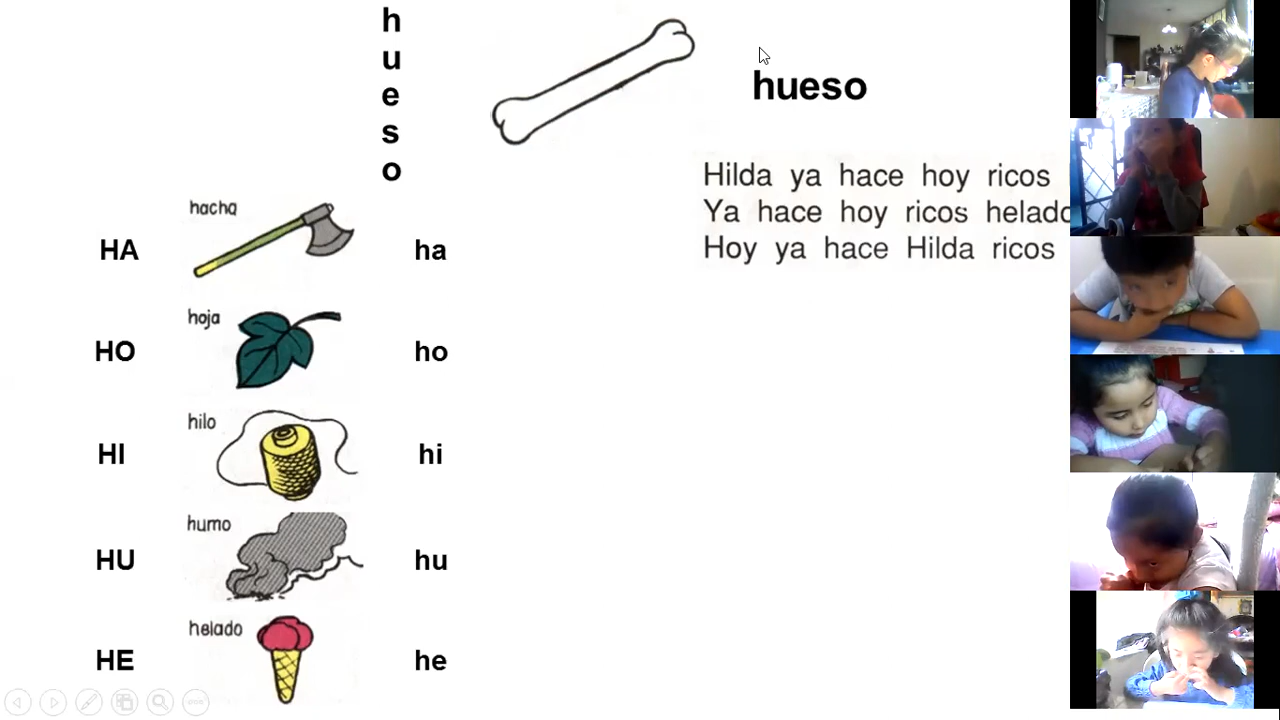 h
u
e
s
o
hueso
Hilda ya hace hoy ricos
Ya hace hoy ricos helado
Hoy ya hace Hilda ricos
hacha
HA ha
hoja
HO ho
hilo
HI hi
humo
HU hu
helado
HE he